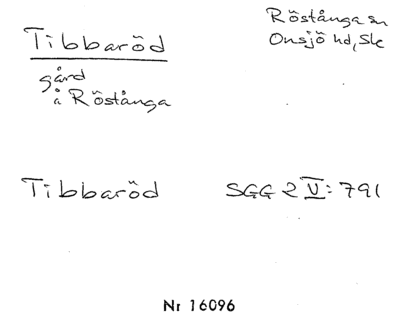 Tibbaröd
gård
å Röstånga
Röstånga sn
Onsjö hd, Sk
Tibbaröd
SGG 2 V: 791
Nr 16096